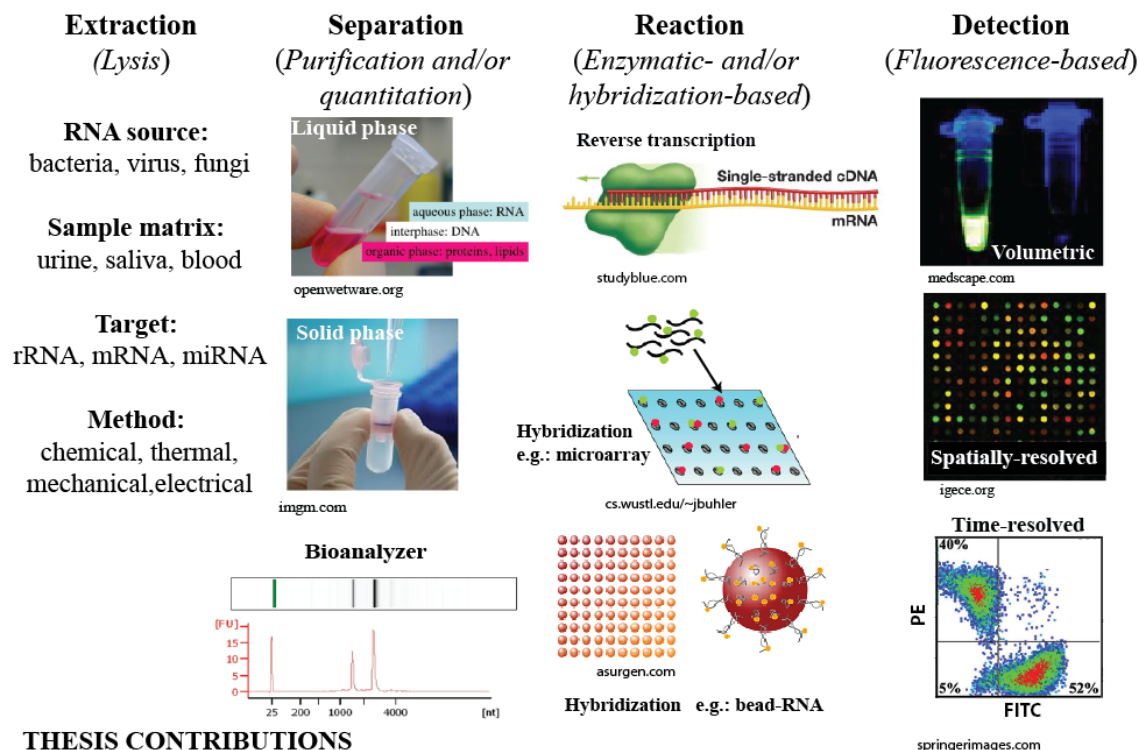 Extraction
(Lysis)
RNA source:
bacteria, virus, fungi
Sample matrix:
urine, saliva, blood
Target:
rRNA, mRNA, miRNA
Method:
chemical, thermal,
mechanical,electrical
Separation
(Purification and/or
quantitation)
Liquid phase
aqueous phase: RNA
interphase: DNA
organic phase: proteins, lipids
openwetware.org
Solid phase
imgm.com
Bioanalyzer
[FU]
15
10
5
0
25 200 1000 4000 [nt]
Reaction
(Enzymatic- and/or
hybridization-based)
Reverse transcription
Single-stranded cDNA
mRNA
studyblue.com
Hybridization
e.g.: microarray
cs.wustl.edu/~jbuhler
asurgen.com
Hybridization e.g.: bead-RNA
Detection
(Fluorescence-based)
Volumetric
medscape.com
Spatially-resolved
igece.org
Time-resolved
40%
PE
5% 52%
FITC
springerimages.com
THESIS CONTRIBUTIONS